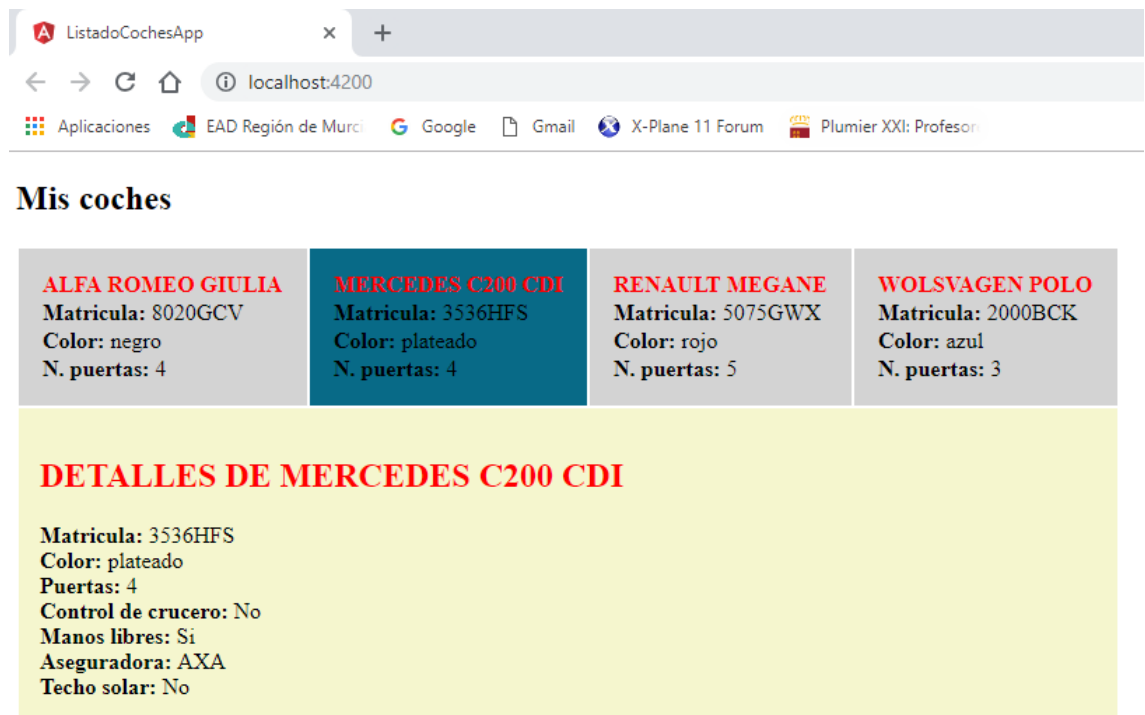 ListadoCochesApp
localhost:4200
Aplicaciones EAD Región de Murci Google Gmail X-Plane 11 Forum Plumier XXI: Profesor
Mis coches
ALFA ROMEO GIULIA MERCEDES C200 CDI RENAULT MEGANE WOLSVAGEN POLO
Matricula: 8020GCV Matricula: 3536HFS Matricula: 5075GWX Matricula: 2000BCK
Color: negro Color: plateado Color: rojo Color: azul
N. puertas: 4 N. puertas: 4 N. puertas: 5 N. puertas: 3
DETALLES DE MERCEDES C200 CDI
Matricula: 3536HFS
Color: plateado
Puertas: 4
Control de crucero: No
Manos libres: Si
Aseguradora: AXA
Techo solar: No